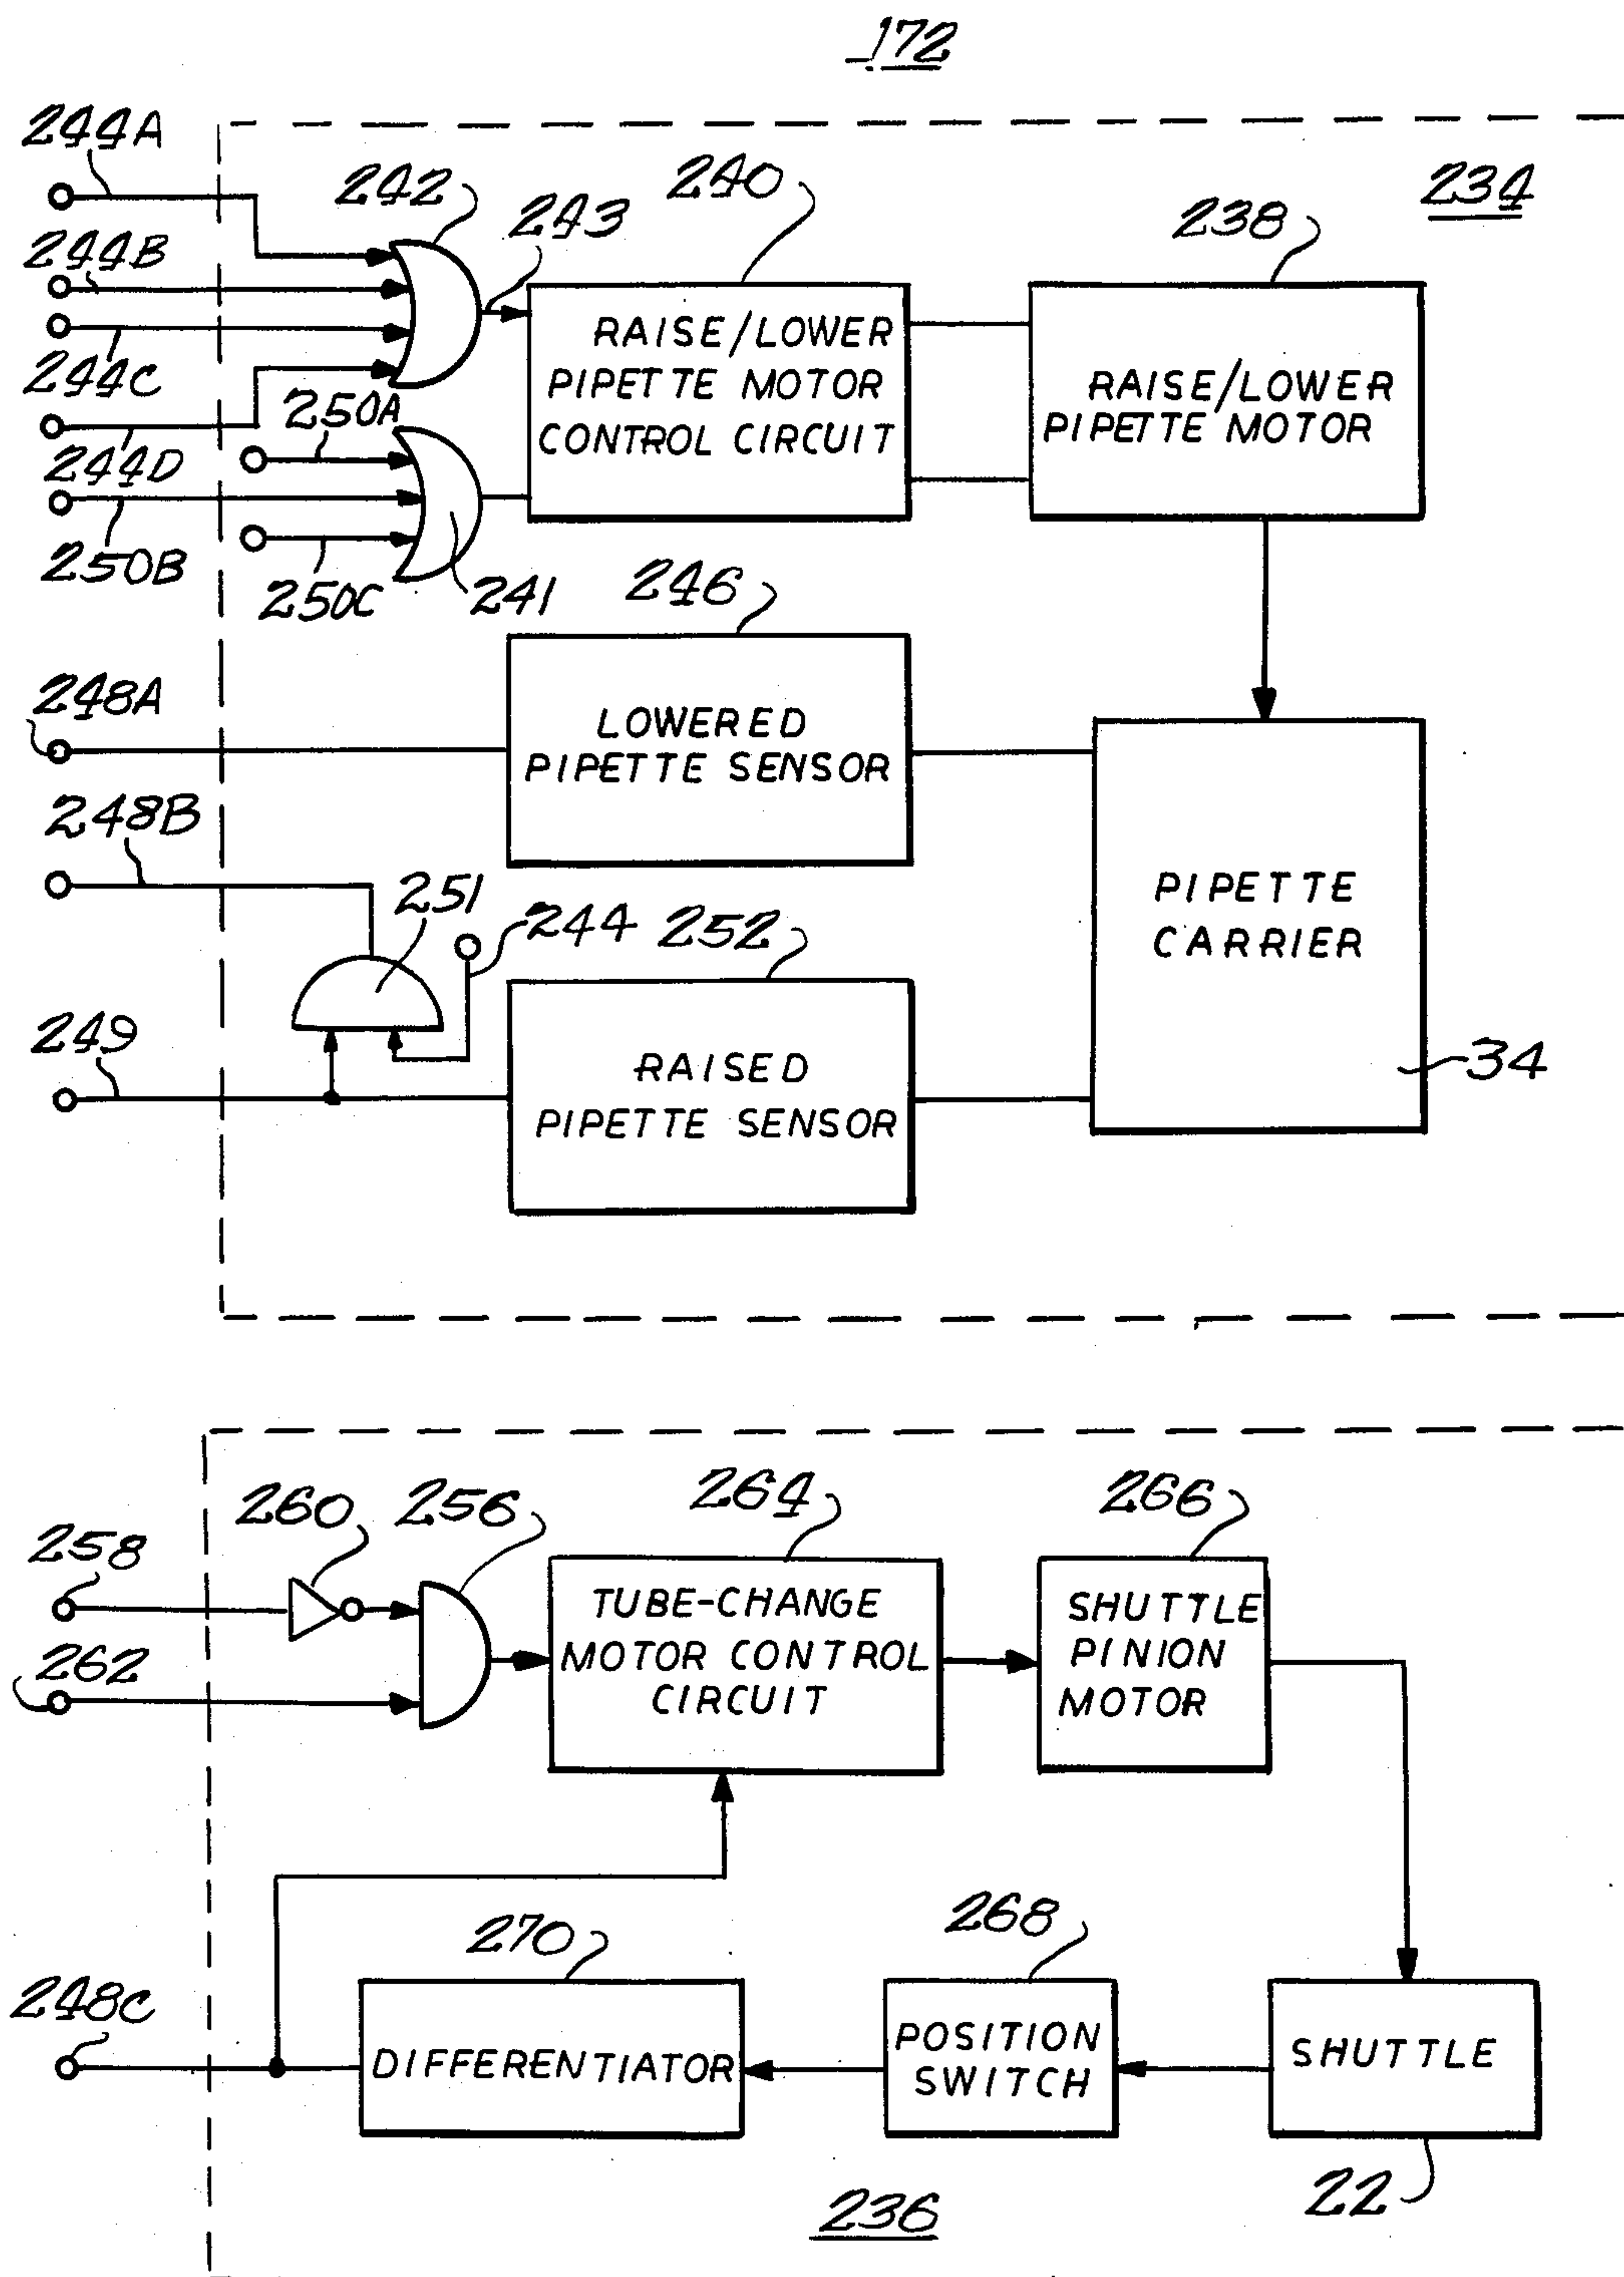 172
244A
242
243
240
238
234
244B
244C
244D
250A
250B
250C
241
RAISE/LOWER
PIPETTE MOTOR
CONTROL CIRCUIT
RAISE/LOWER
PIPETTE MOTOR
246
248A
LOWERED
PIPETTE SENSOR
248B
251
244
252
PIPETTE
CARRIER
249
RAISED
PIPETTE SENSOR
34
260
256
264
266
258
262
TUBE-CHANGE
MOTOR CONTROL
CIRCUIT
SHUTTLE
PINION
MOTOR
270
268
248C
DIFFERENTIATOR
POSITION
SWITCH
SHUTTLE
22
236